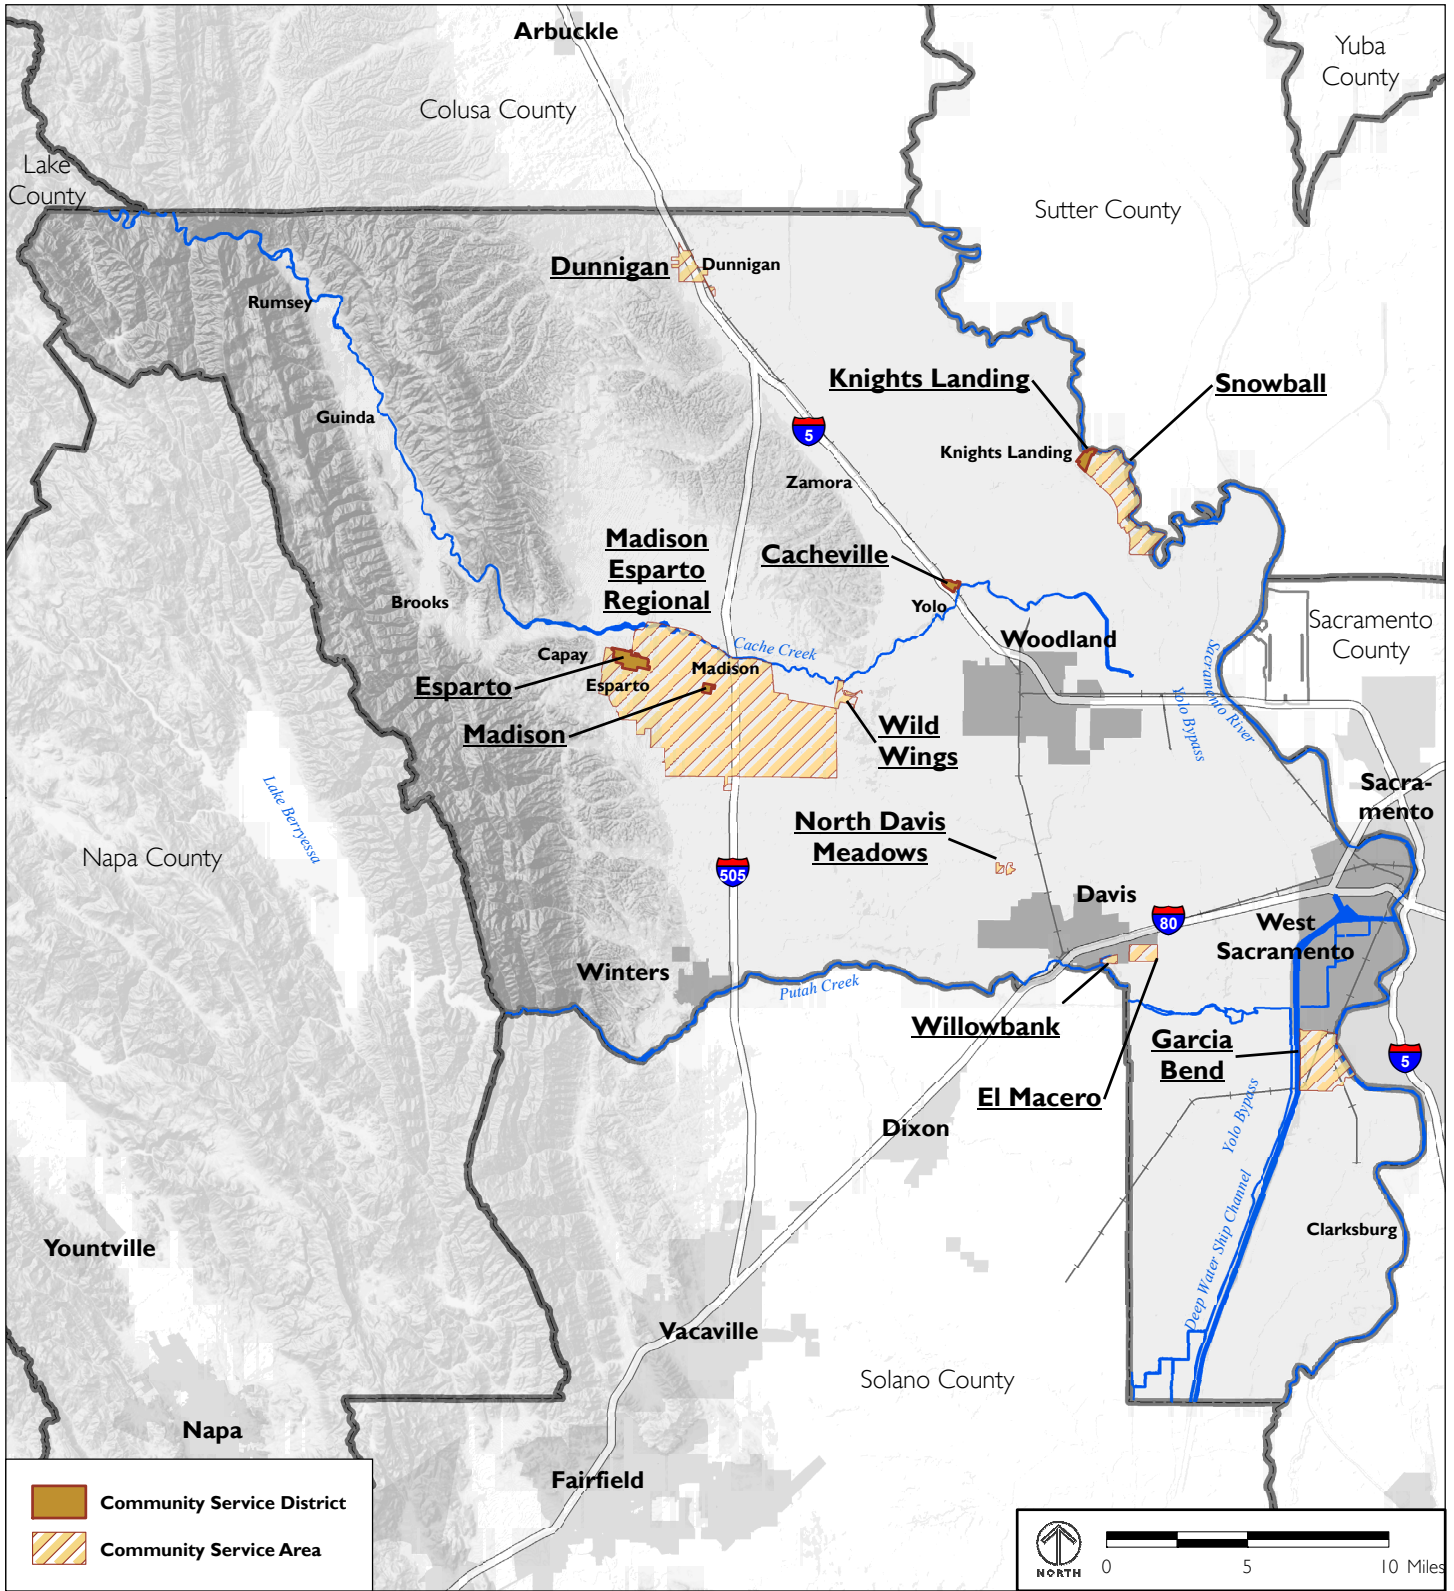 Arbuckle
Yuba
County
Colusa County
Lake
County
Sutter County
Dunnigan
Dunnigan
Rumsey
Knights Landing
Snowball
Guinda
5
Knights Landing
Zamora
Madison
Esparto
Regional
Cacheville
Brooks
Yolo
Woodland
Sacramento
County
Cache Creek
Capay
Madison
Esparto
Esparto
Sacramento River
Yolo Bypass
Madison
Wild
Wings
Lake Berryessa
Sacra-
mento
North Davis
Meadows
Napa County
505
Davis
80
West
Sacramento
Winters
Putah Creek
Willowbank
Garcia
Bend
5
El Macero
Dixon
Yolo Bypass
Deep Water Ship Channel
Clarksburg
Yountville
Vacaville
Solano County
Napa
Fairfield
Community Service District
Community Service Area
NORTH
0 5 10 Miles